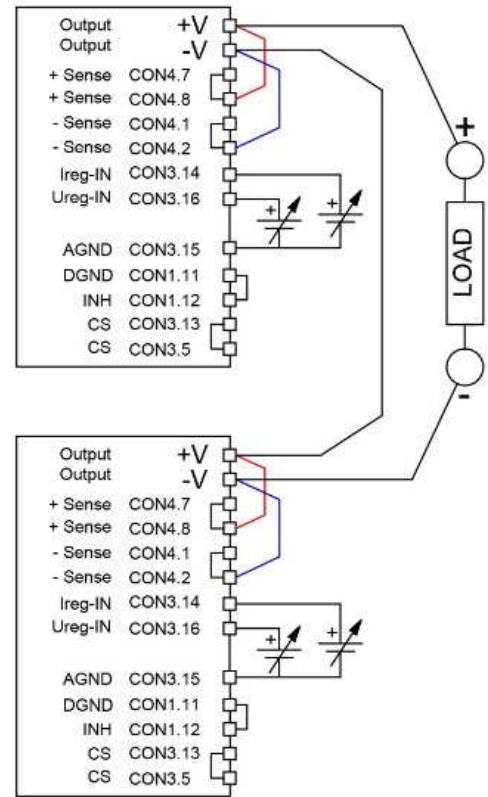 Output +V
Output -V
+ Sense CON4.7
+ Sense CON4.8
- Sense CON4.1
- Sense CON4.2
Ireg-IN CON3.14
Ureg-IN CON3.16
+ +
AGND CON3.15
DGND CON1.11
INH CON1.12
CS CON3.13
CS CON3.5
+
LOAD
-
Output +V
Output -V
+ Sense CON4.7
+ Sense CON4.8
- Sense CON4.1
- Sense CON4.2
Ireg-IN CON3.14
Ureg-IN CON3.16
+ +
AGND CON3.15
DGND CON1.11
INH CON1.12
CS CON3.13
CS CON3.5